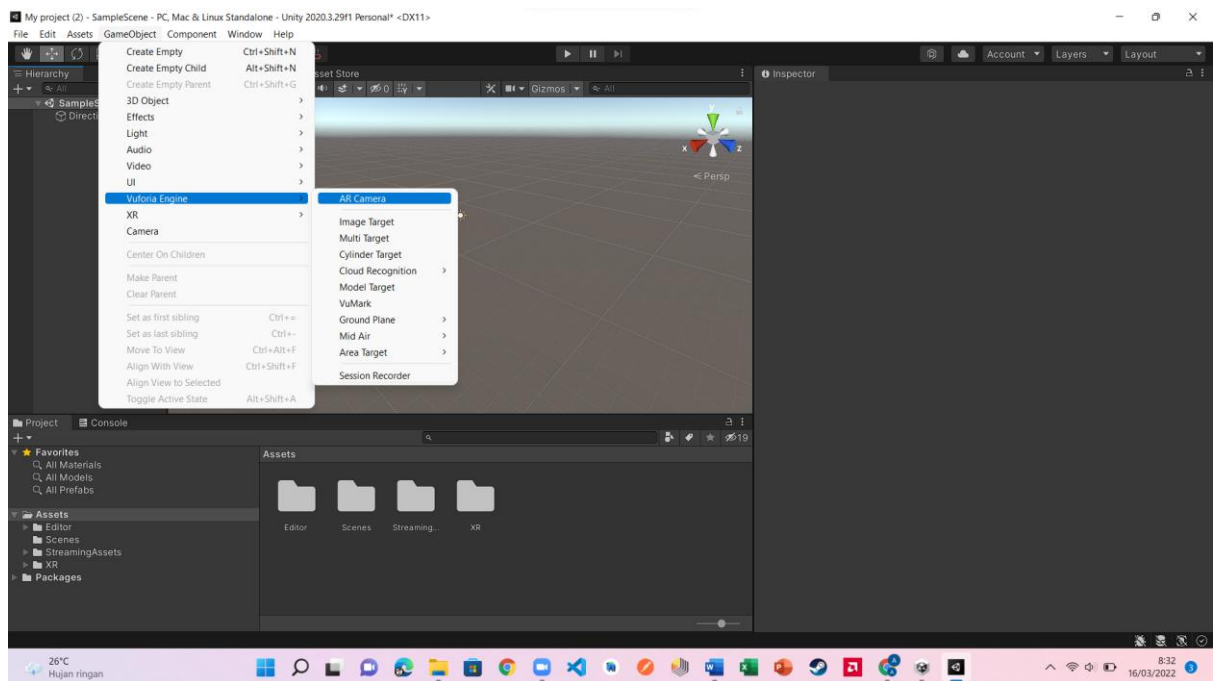 My project (2) - SampleScene - PC, Mac & Linux Standalone - Unity 2020.3.29f1 Personal* <DX11>
File Edit Assets GameObject Component Window Help
Account Layers Layout
Hierarchy
sset Store
Inspector
All
0
Gizmos
All
SampleS
Directi
Create Empty Ctrl+Shift+N
Create Empty Child Alt+Shift+N
Create Empty Parent Ctrl+Shift+G
3D Object
Effects
Light
Audio
Video
UI
Vuforia Engine
XR
Camera
Center On Children
Make Parent
Clear Parent
Set as first sibling Ctrl+=
Set as last sibling Ctrl+-
Move To View Ctrl+Alt+F
Align With View Ctrl+Shift+F
Align View to Selected
Toggle Active State Alt+Shift+A
AR Camera
Image Target
Multi Target
Cylinder Target
Cloud Recognition
Model Target
VuMark
Ground Plane
Mid Air
Area Target
Session Recorder
y
x z
Persp
Project Console
19
Favorites
All Materials
All Models
All Prefabs
Assets
Editor
Scenes
StreamingAssets
XR
Packages
Assets
Editor Scenes Streaming... XR
26°C
Hujan ringan
8:32
16/03/2022
3